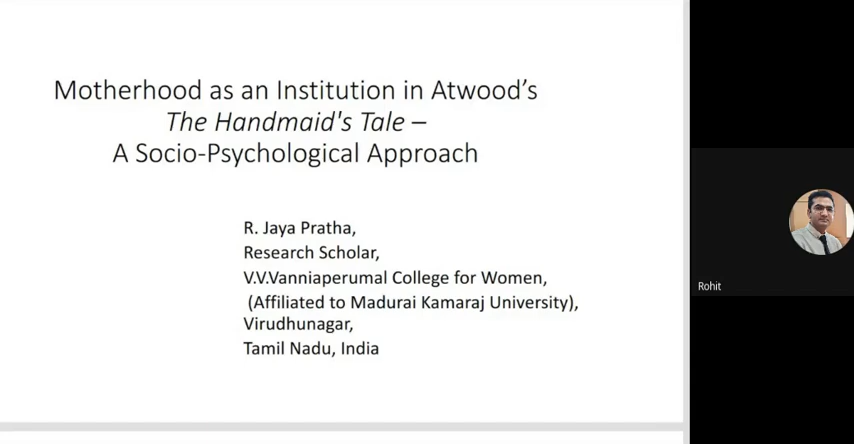 Motherhood as an Institution in Atwood's
The Handmaid's Tale –
A Socio-Psychological Approach
R. Jaya Pratha,
Research Scholar,
V.V.Vanniaperumal College for Women,
(Affiliated to Madurai Kamaraj University),
Virudhunagar,
Tamil Nadu, India
Rohit